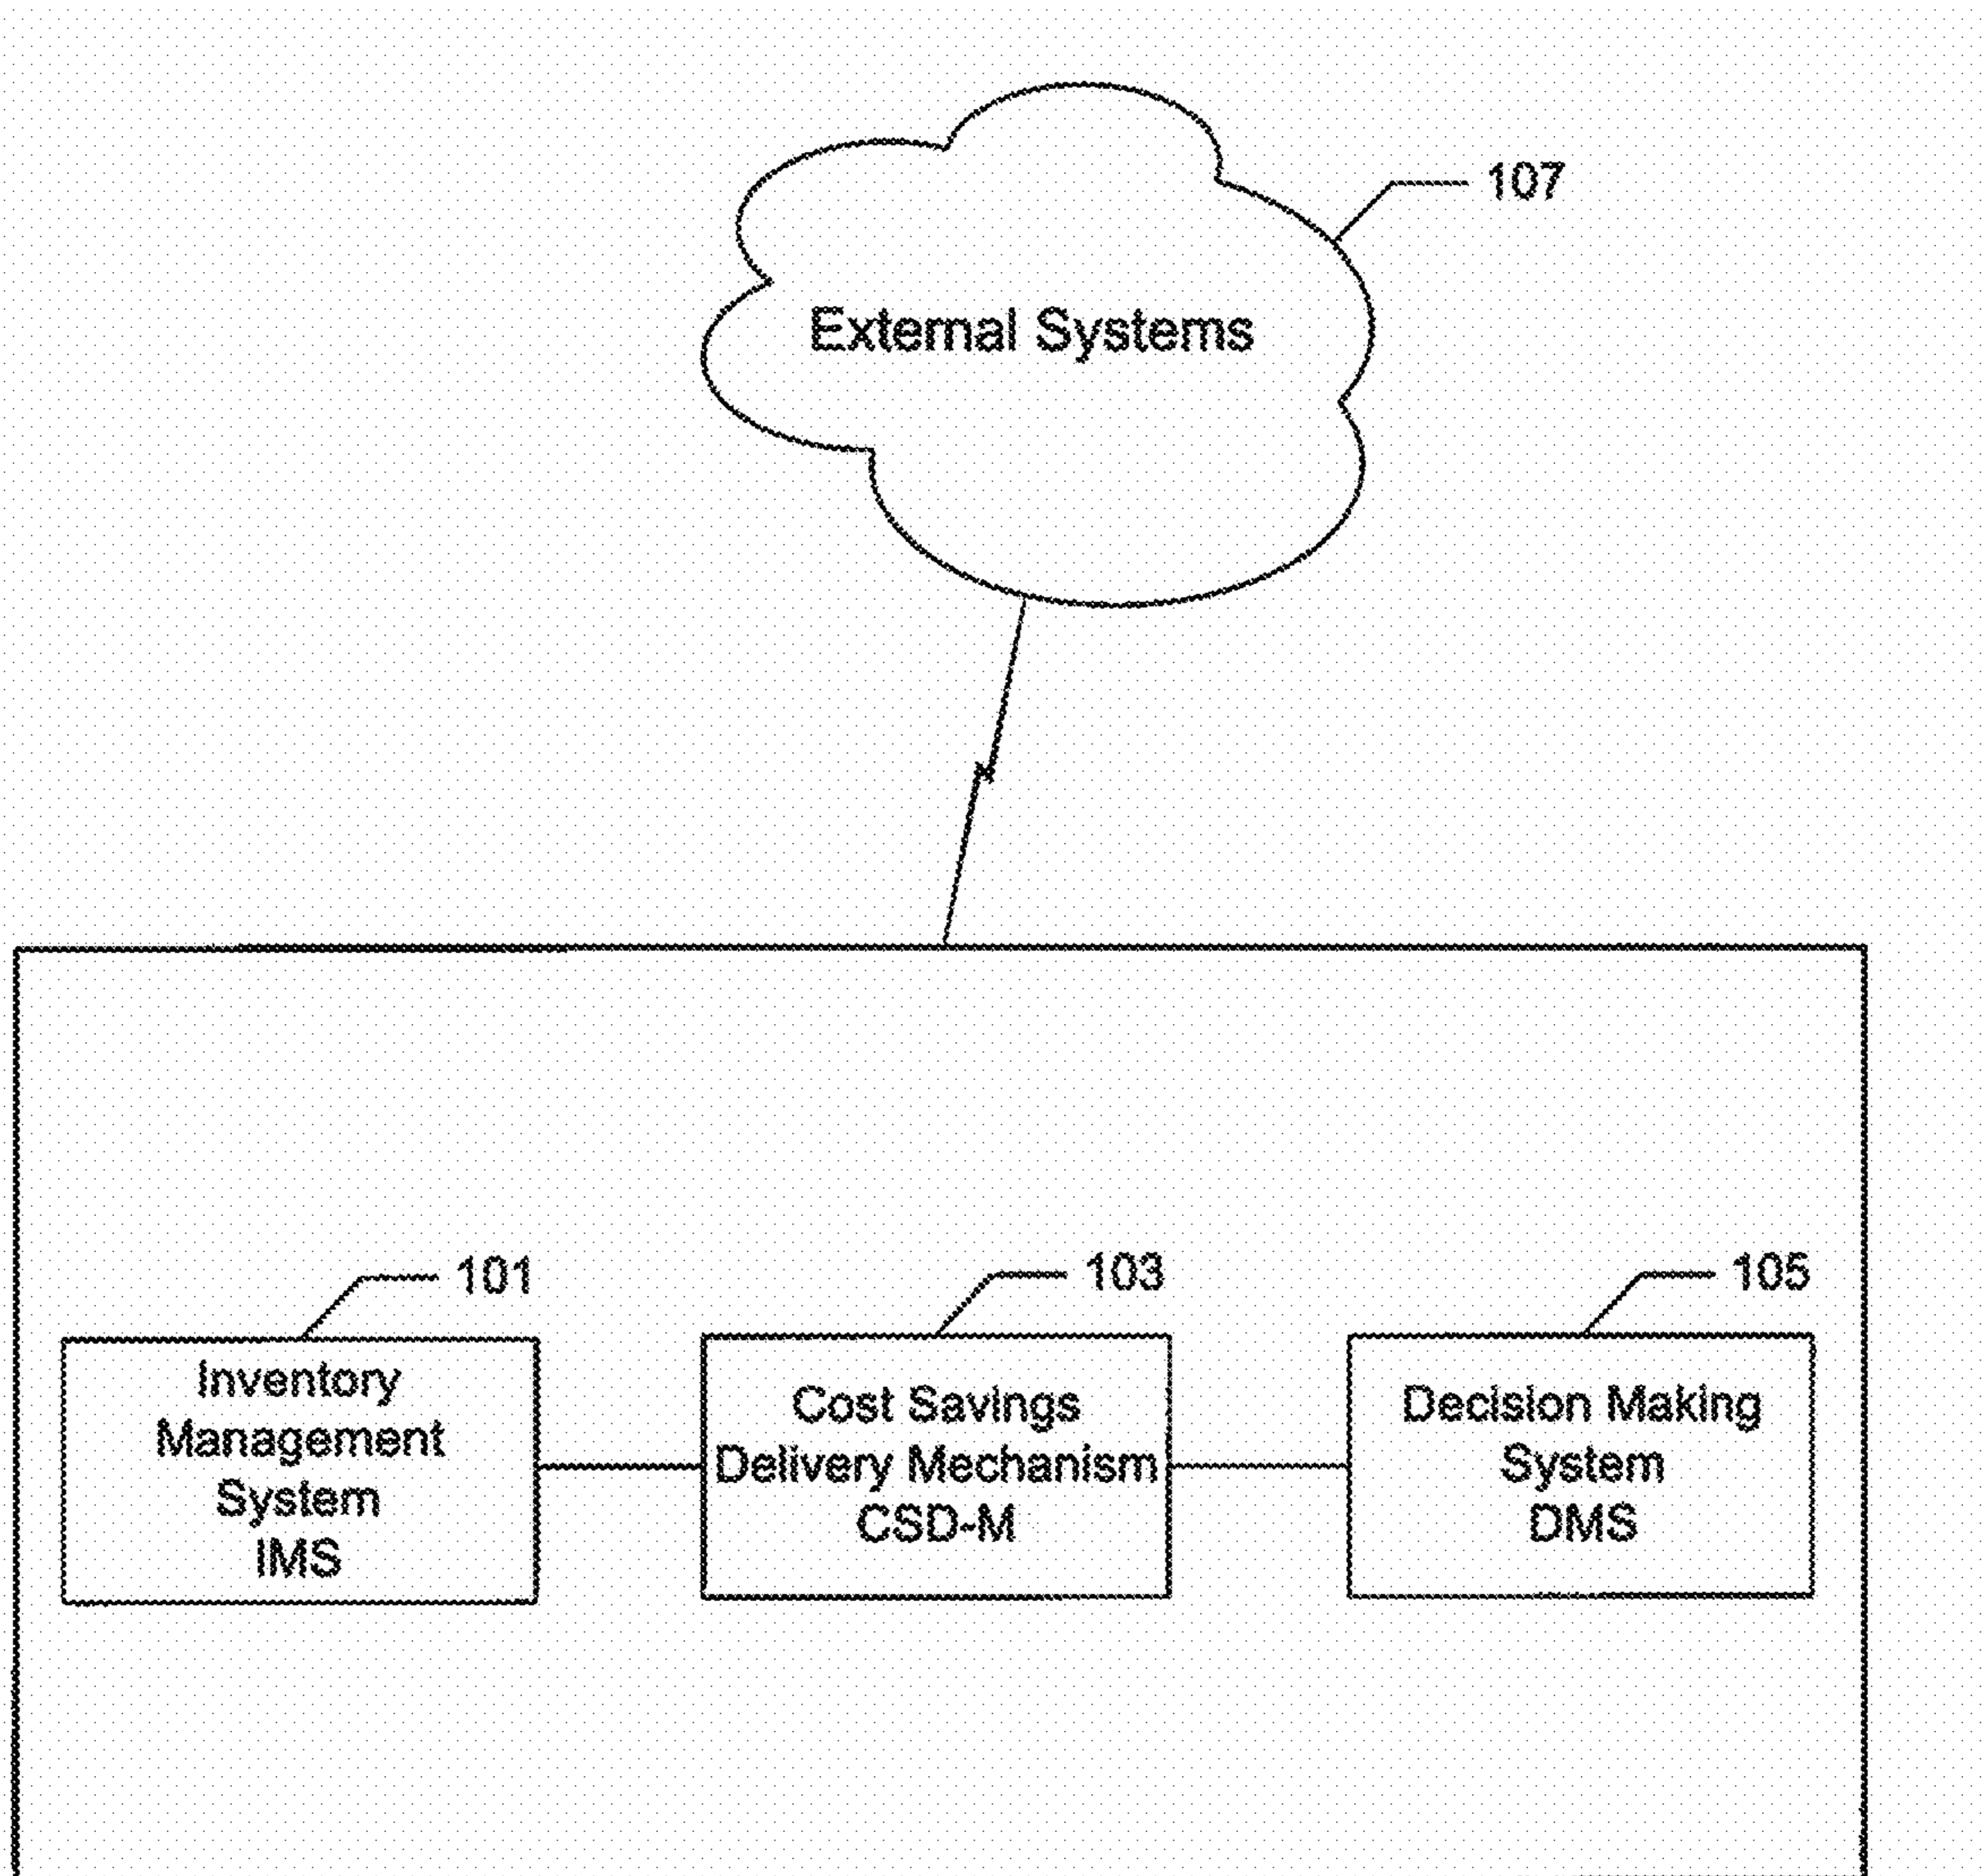 107
External Systems
101
103
105
Inventory
Management
System
IMS
Cost Savings
Delivery Mechanism
CSD-M
Decision Making
System
DMS